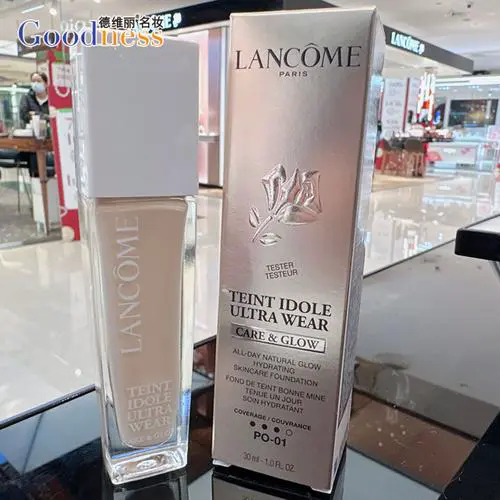 德维丽名妆
Goodness
LANCÔME
TEINT
IDOLE
ULTRA
WEAR
CARE & GLOW
LANCÔME
PARIS
TESTER
TESTEUR
TEINT IDOLE
ULTRA WEAR
CARE & GLOW
ALL-DAY NATURAL GLOW
HYDRATING
SKINCARE FOUNDATION
FOND DE TEINT BONNE MINE
TENUE UN JOUR
SOIN HYDRATANT
COVERAGE / COUVRANCE
PO-01
30 ml - 1.0 FL.OZ.
LANCÔME